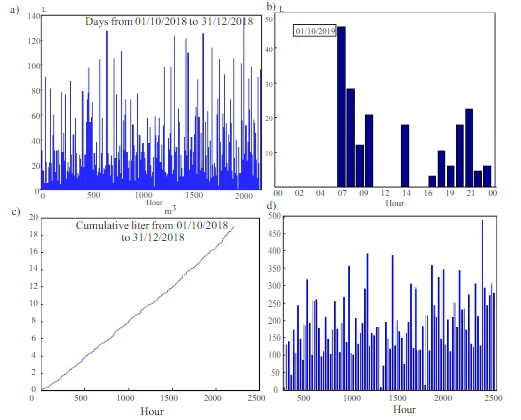 a)
L
Days from 01/10/2018 to 31/12/2018
140
120
100
80
60
40
20
0
0 500 1000 1500 2000
Hour
b)
L
01/10/2019
50
40
30
20
10
00 02 04 07 09 12 14 17 19 21 00
Hour
c)
m3
Cumulative liter from 01/10/2018
to 31/12/2018
20
18
16
14
12
10
8
6
4
2
0
0 500 1000 1500 2000 2500
Hour
d)
500
450
400
350
300
250
200
150
100
50
0
500 1000 1500 2000 2500
Hour